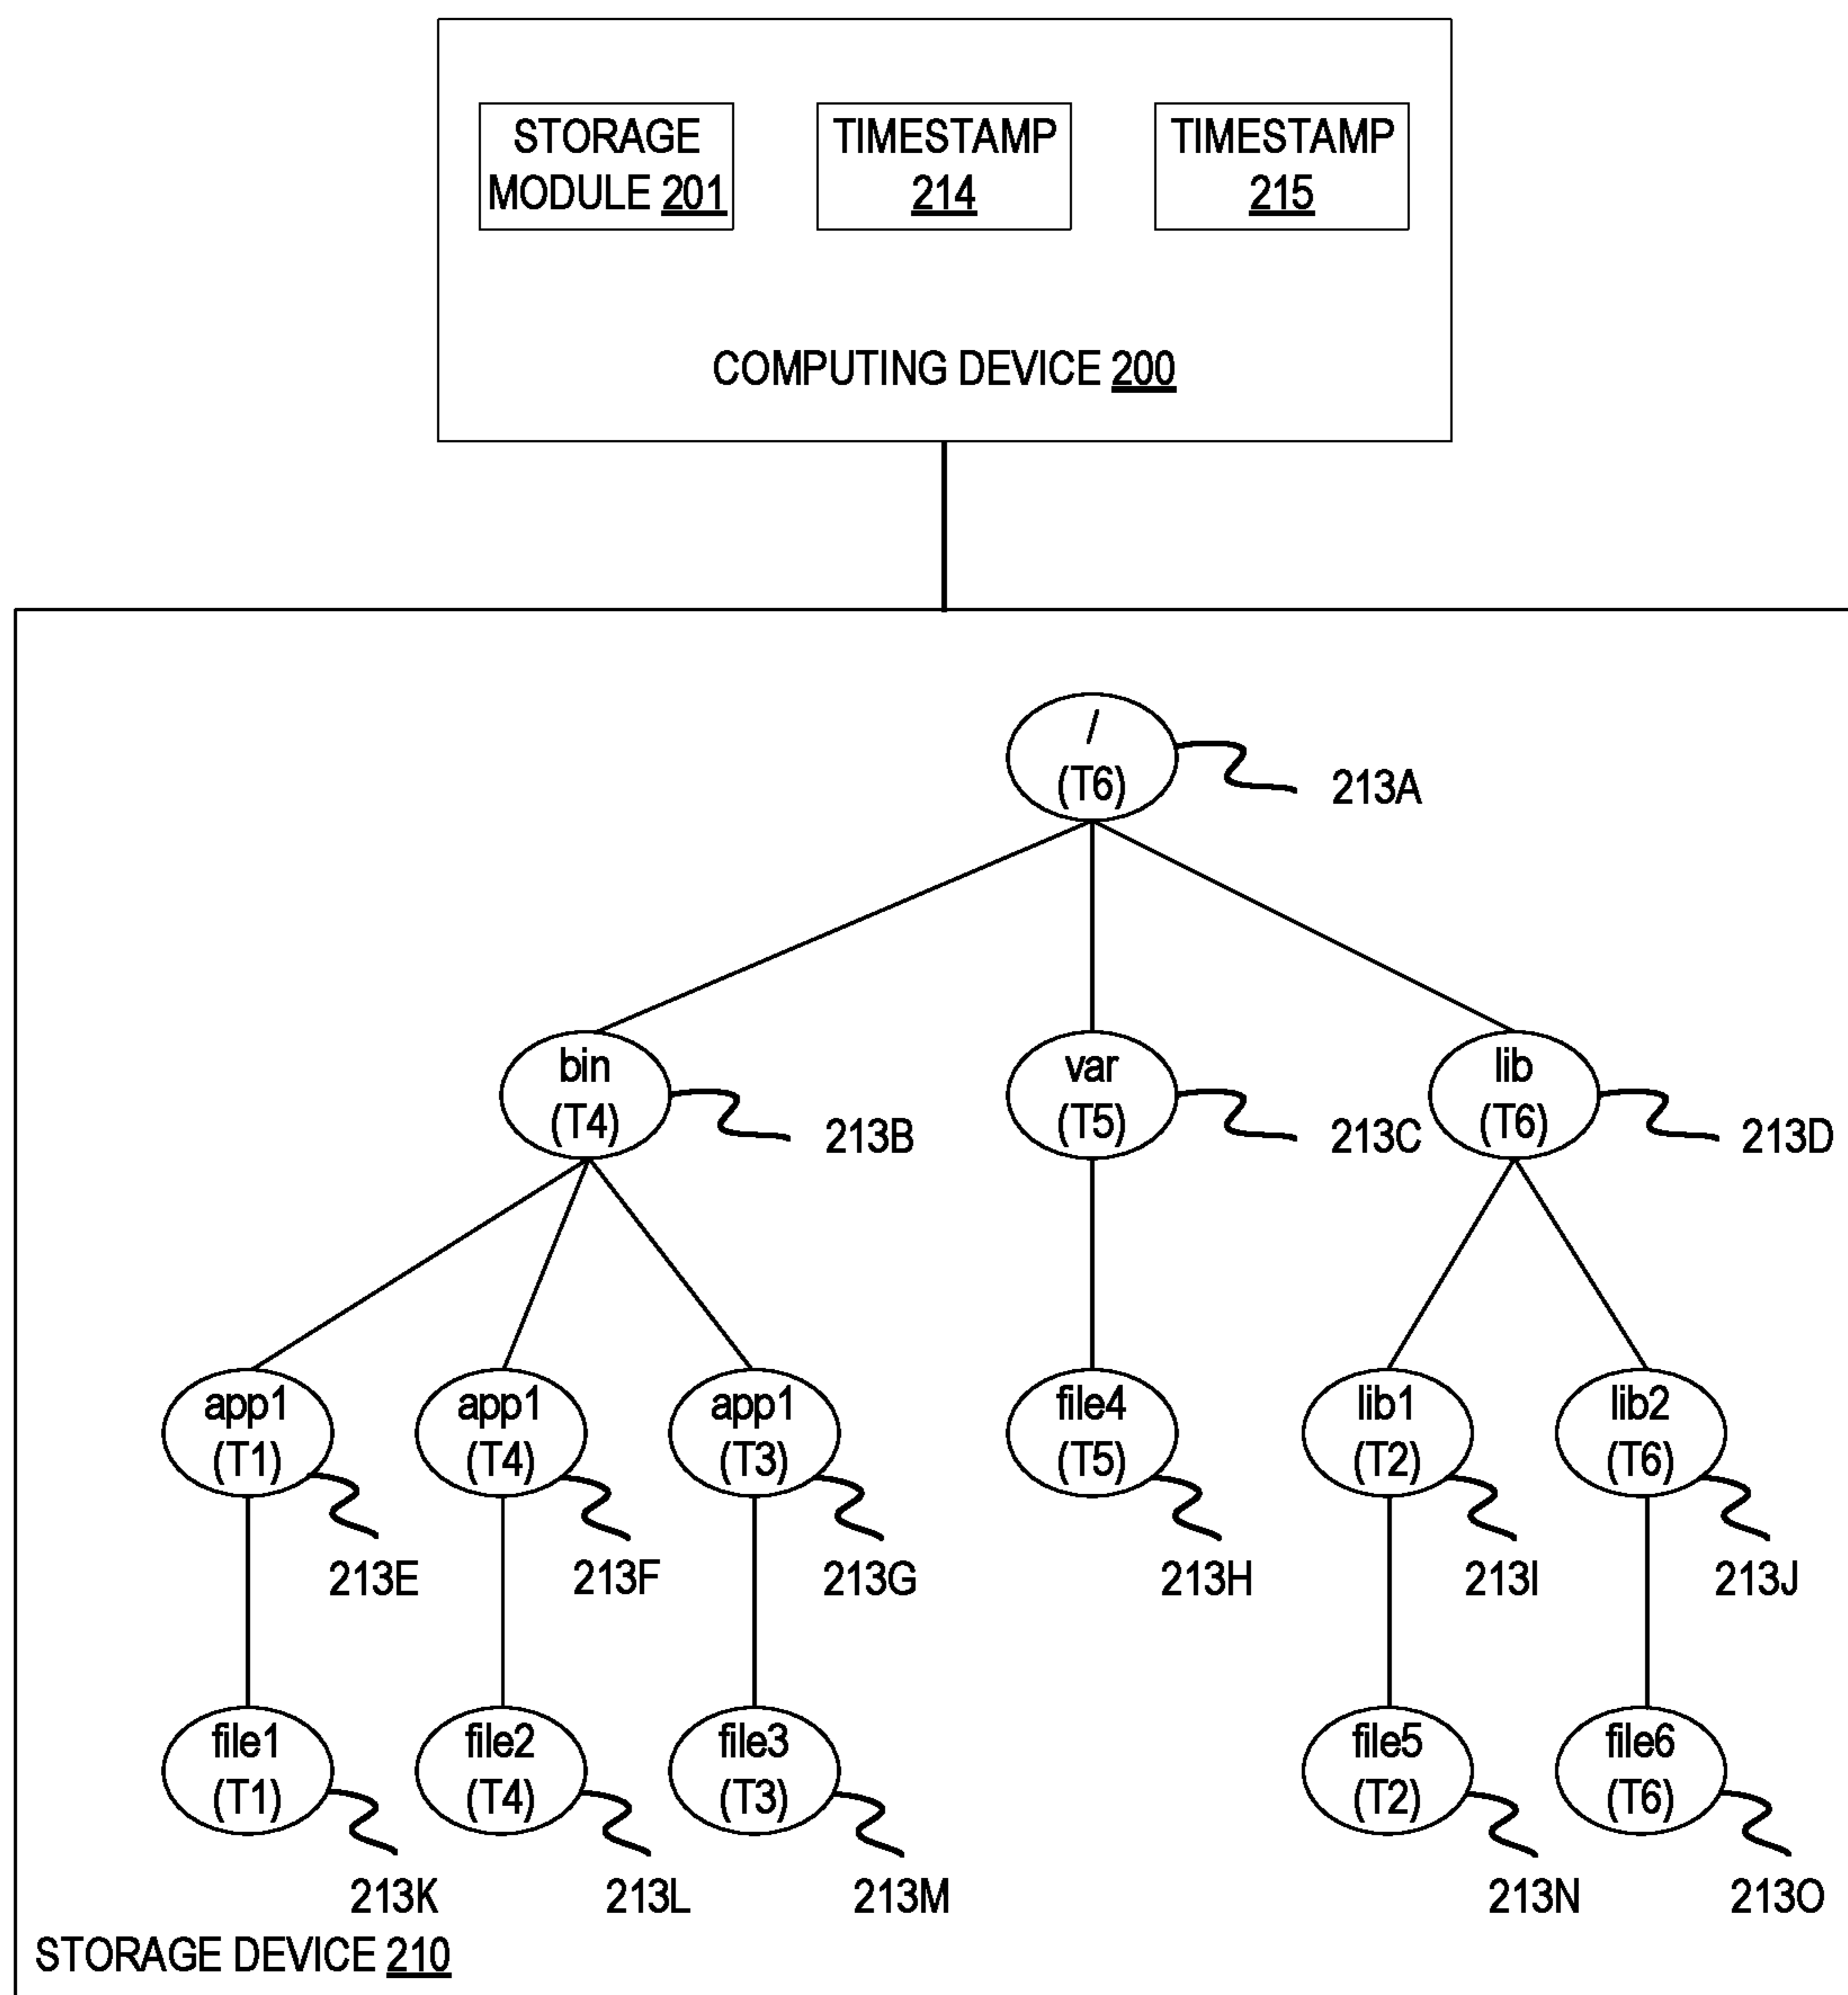 STORAGE
MODULE 201
TIMESTAMP
214
TIMESTAMP
215
COMPUTING DEVICE 200
/
(T6)
213A
bin
(T4)
213B
var
(T5)
213C
lib
(T6)
213D
app1
(T1)
213E
app1
(T4)
213F
app1
(T3)
213G
file4
(T5)
213H
lib1
(T2)
213I
lib2
(T6)
213J
file1
(T1)
213K
file2
(T4)
213L
file3
(T3)
213M
file5
(T2)
213N
file6
(T6)
213O
STORAGE DEVICE 210